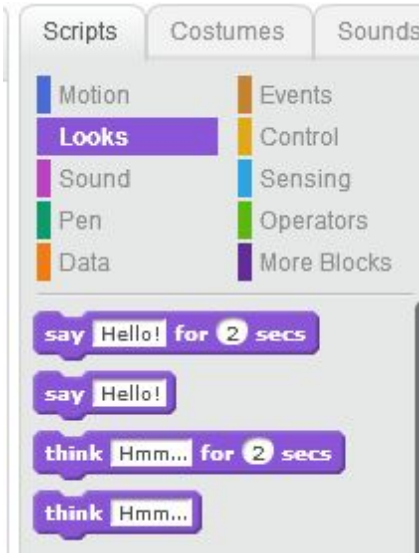 Scripts Costumes Sounds
Motion Events
Looks Control
Sound Sensing
Pen Operators
Data More Blocks
say Hello! for 2 secs
say Hello!
think Hmm... for 2 secs
think Hmm...